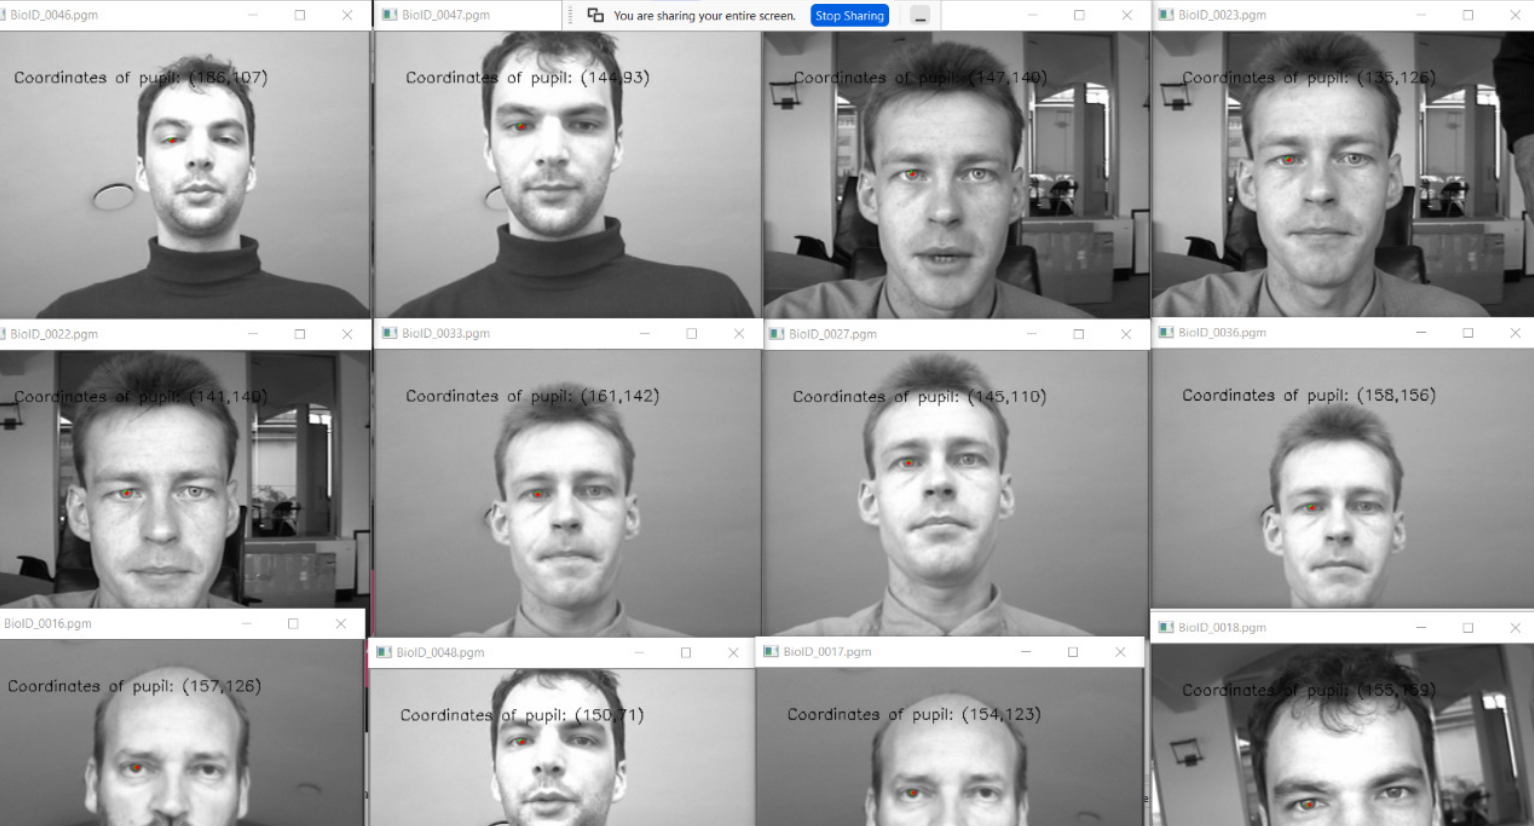 BioID_0046.pgm
BioID_0047.pgm
You are sharing your entire screen. Stop Sharing
BioID_0023.pgm
Coordinates of pupil: (186,107)
Coordinates of pupil: (144,93)
Coordinates of pupil: (147,140)
Coordinates of pupil: (135,126)
BioID_0022.pgm
BioID_0033.pgm
BioID_0027.pgm
BioID_0036.pgm
Coordinates of pupil: (141,140)
Coordinates of pupil: (161,142)
Coordinates of pupil: (145,110)
Coordinates of pupil: (158,156)
BioID_0016.pgm
BioID_0048.pgm
BioID_0017.pgm
BioID_0018.pgm
Coordinates of pupil: (157,126)
Coordinates of pupil: (150,71)
Coordinates of pupil: (154,123)
Coordinates of pupil: (155,159)